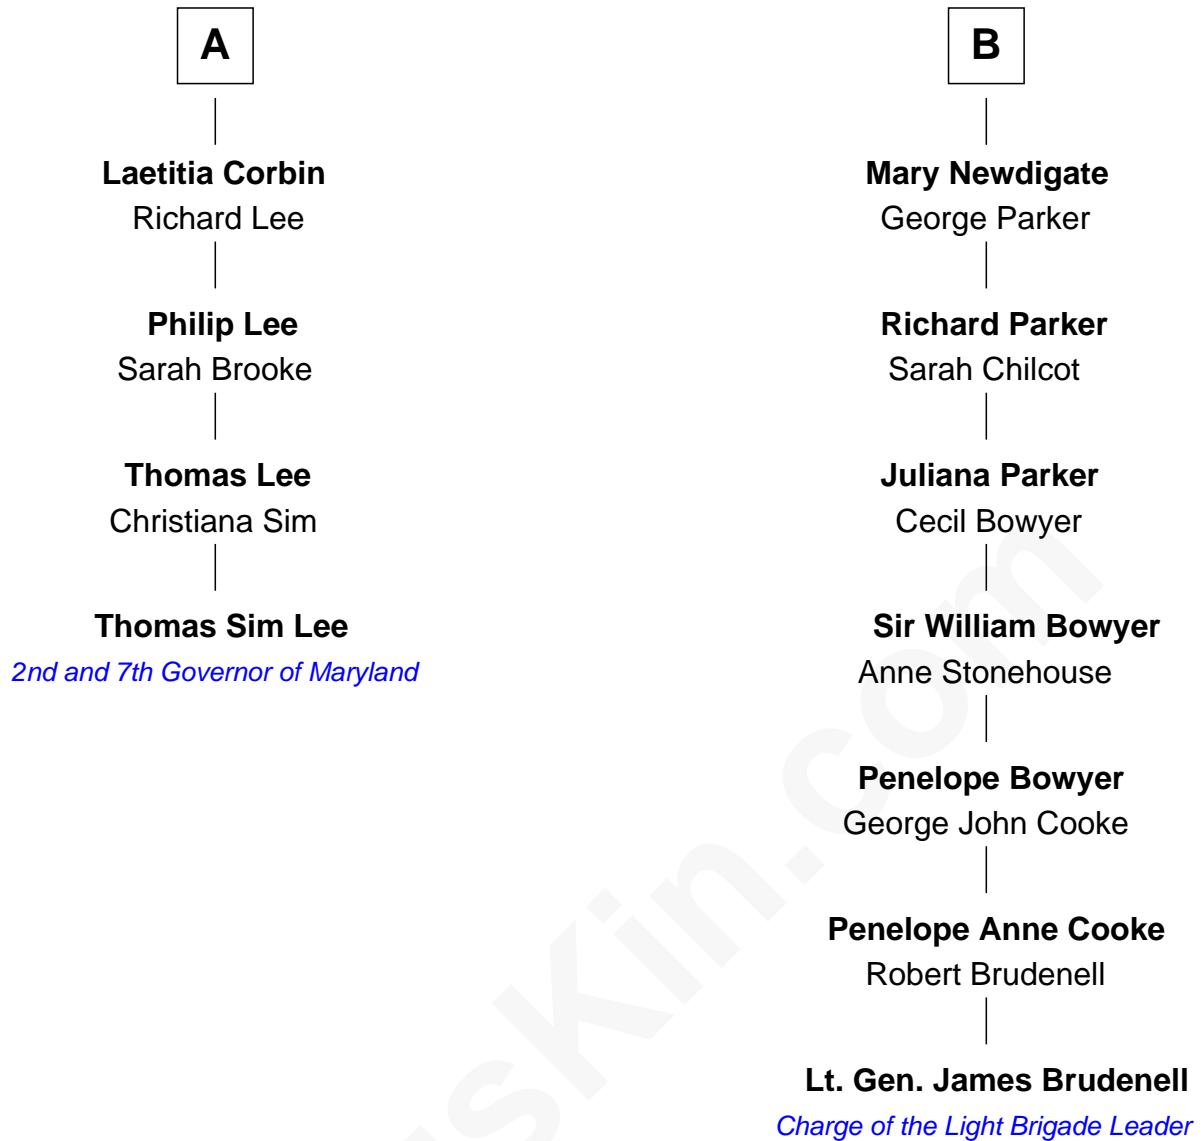 A
Laetitia Corbin
Richard Lee
Philip Lee
Sarah Brooke
Thomas Lee
Christiana Sim
Thomas Sim Lee
2nd and 7th Governor of Maryland
B
Mary Newdigate
George Parker
Richard Parker
Sarah Chilcot
Juliana Parker
Cecil Bowyer
Sir William Bowyer
Anne Stonehouse
Penelope Bowyer
George John Cooke
Penelope Anne Cooke
Robert Brudenell
Lt. Gen. James Brudenell
Charge of the Light Brigade Leader